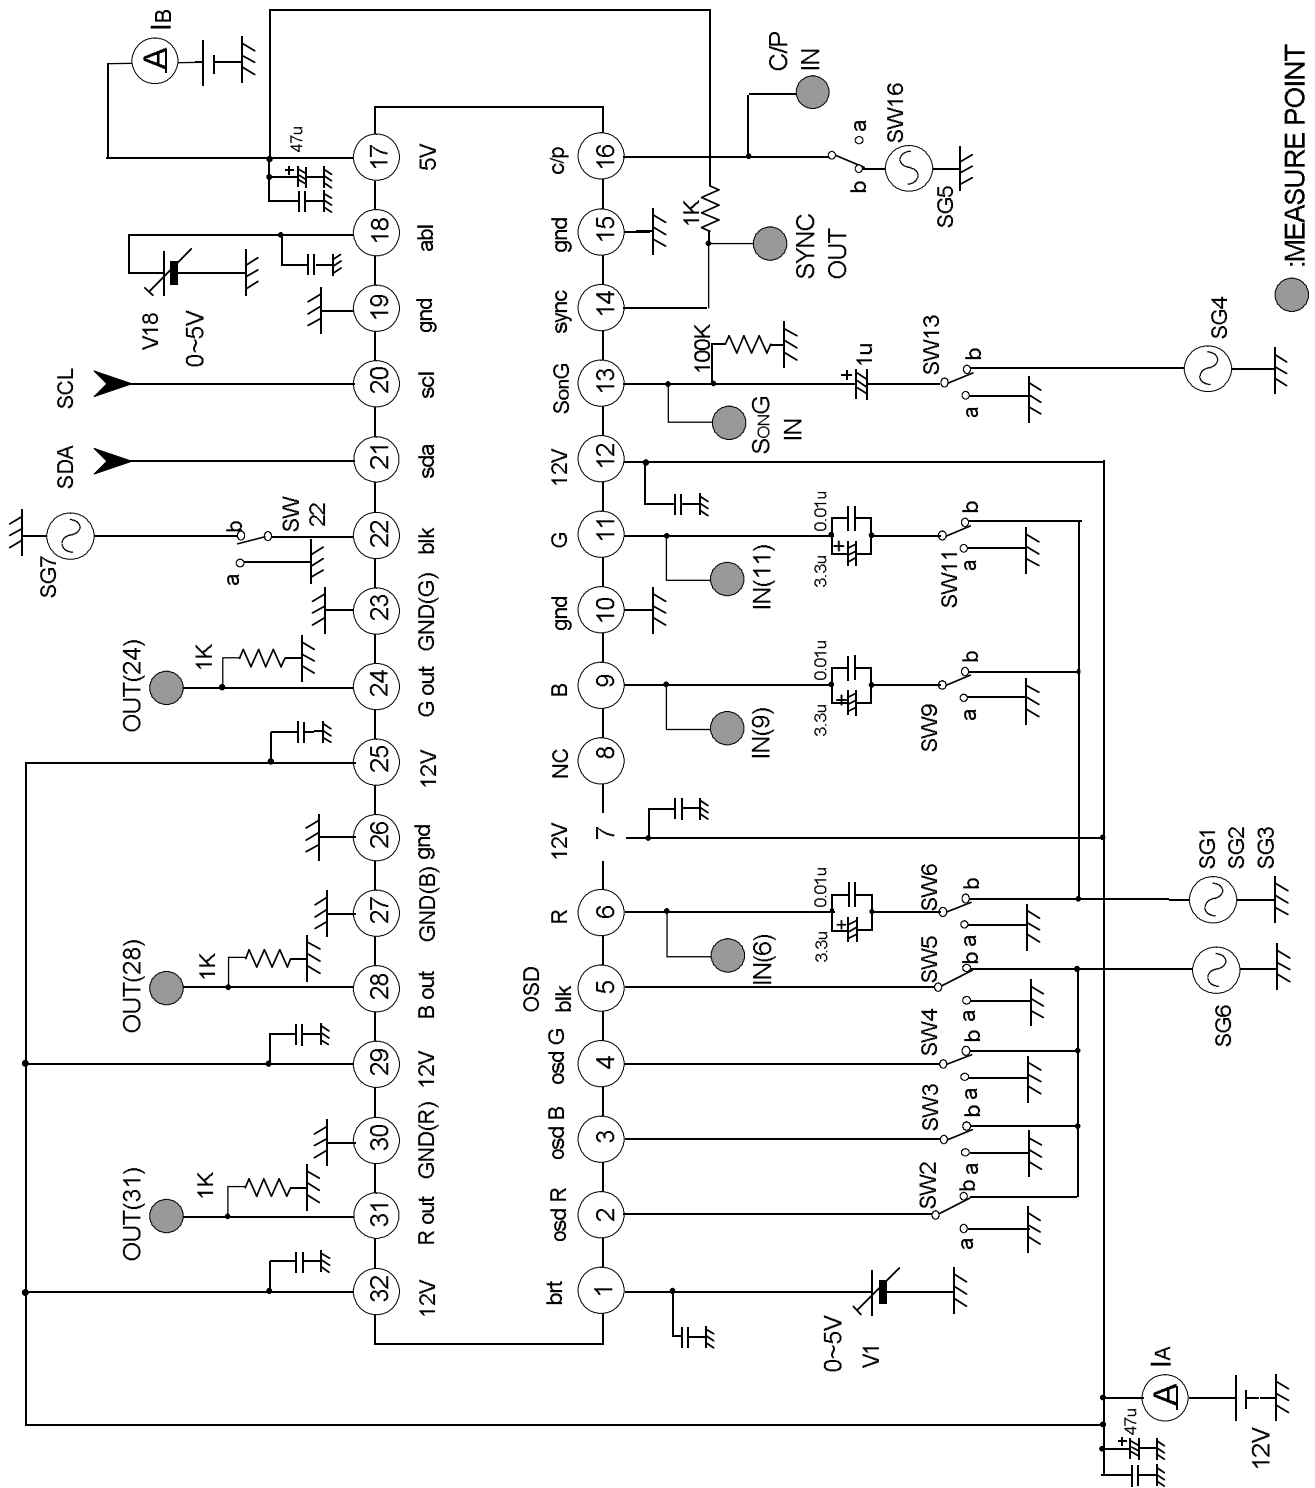 IB
A
47u
17
5V
V18
0~5V
18
abl
19
gnd
SCL
20
scl
SDA
21
sda
SG7
b
a
SW
22
22
blk
23
GND(G)
OUT(24)
1K
24
G out
25
12V
26
gnd
27
GND(B)
OUT(28)
1K
28
B out
29
12V
30
GND(R)
OUT(31)
1K
31
R out
32
12V
C/P
IN
16
c/p
a
b
SW16
SG5
15
gnd
1K
SYNC
OUT
14
sync
13
SonG
100K
SONG
IN
1u
SW13
b
a
SG4
12
12V
11
G
IN(11)
0.01u
3.3u
SW11
b
a
10
gnd
9
B
IN(9)
0.01u
3.3u
SW9
b
a
8
NC
7
12V
6
R
IN(6)
0.01u
3.3u
SW6
b
a
SG1
SG2
SG3
5
OSD
blk
SW5
b
a
SG6
4
osd G
SW4
b
a
3
osd B
SW3
b
a
2
osd R
SW2
b
a
1
brt
0~5V
V1
IA
A
47u
12V
:MEASURE POINT